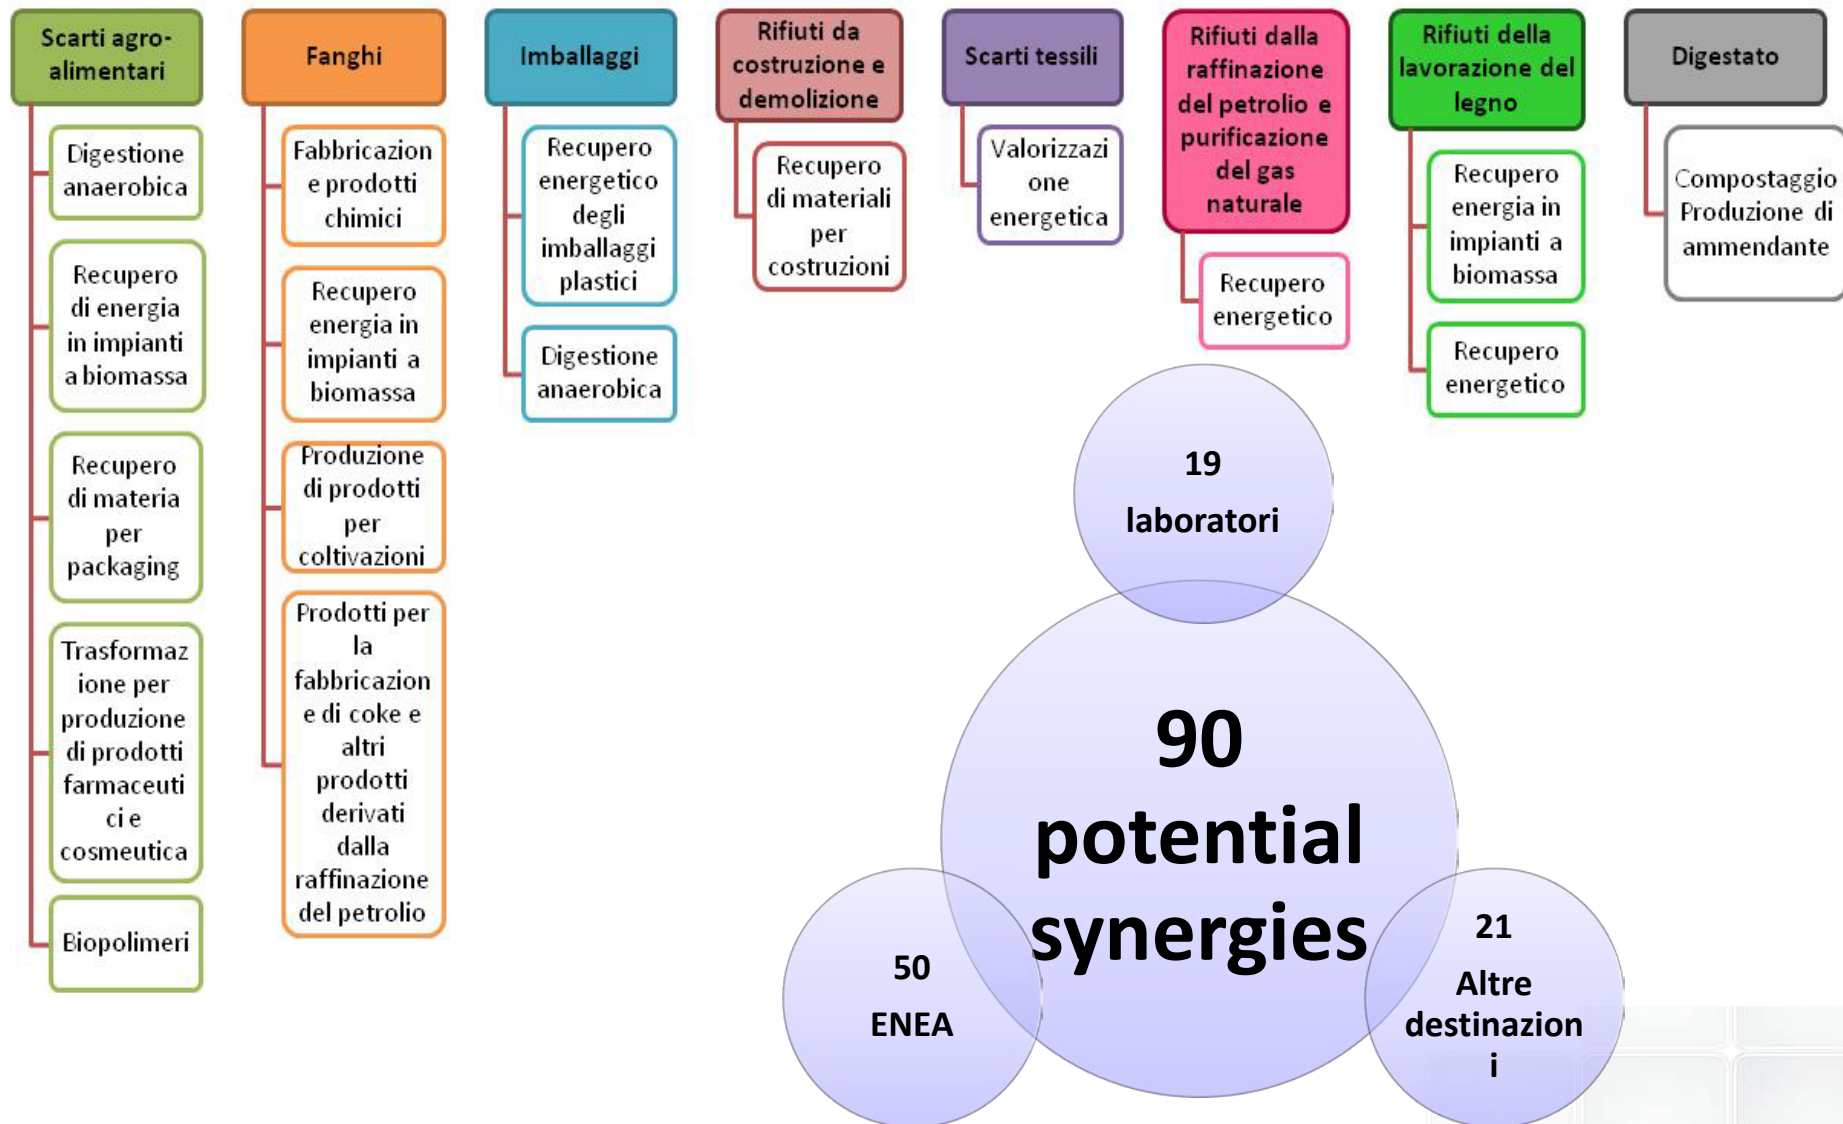 Scarti agro-
alimentari
Digestione
anaerobica
Recupero
di energia
in impianti
a biomassa
Recupero
di materia
per
packaging
Trasformaz
ione per
produzione
di prodotti
farmaceuti
ci e
cosmeutica
Biopolimeri
Fanghi
Fabbricazion
e prodotti
chimici
Recupero
energia in
impianti a
biomassa
Produzione
di prodotti
per
coltivazioni
Prodotti per
la
fabbricazion
e di coke e
altri
prodotti
derivati
dalla
raffinazione
del petrolio
Imballaggi
Recupero
energetico
degli
imballaggi
plastici
Digestione
anaerobica
Rifiuti da
costruzione e
demolizione
Recupero
di materiali
per
costruzioni
Scarti tessili
Valorizzazi
one
energetica
Rifiuti dalla
raffinazione
del petrolio e
purificazione
del gas
naturale
Recupero
energetico
Rifiuti della
lavorazione del
legno
Recupero
energia in
impianti a
biomassa
Recupero
energetico
Digestato
Compostaggio
Produzione di
ammendante
19
laboratori
90
potential
synergies
50
ENEA
21
Altre
destinazion
i